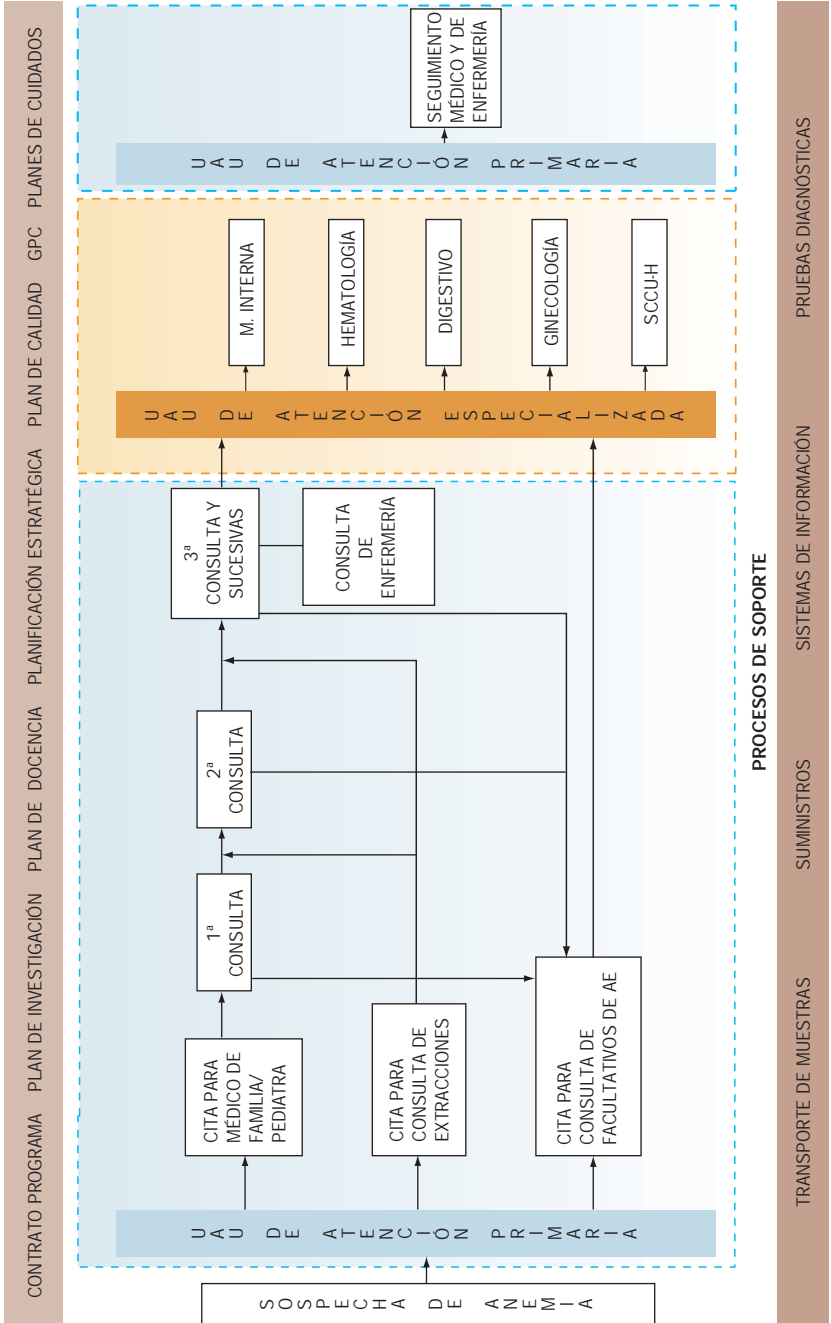 CONTRATO PROGRAMA PLAN DE INVESTIGACIÓN PLAN DE DOCENCIA PLANIFICACIÓN ESTRATÉGICA PLAN DE CALIDAD GPC PLANES DE CUIDADOS
SOSPECHA DE ANEMIA
UAU DE ATENCIÓN PRIMARIA
CITA PARA
MÉDICO DE
FAMILIA/
PEDIATRA
1ª
CONSULTA
2ª
CONSULTA
3ª
CONSULTA Y
SUCESIVAS
CONSULTA
DE
ENFERMERÍA
CITA PARA
CONSULTA DE
EXTRACCIONES
CITA PARA
CONSULTA DE
FACULTATIVOS DE AE
UAU DE ATENCIÓN ESPECIALIZADA
M. INTERNA
HEMATOLOGÍA
DIGESTIVO
GINECOLOGÍA
SCCU-H
UAU DE ATENCIÓN PRIMARIA
SEGUIMIENTO
MÉDICO Y DE
ENFERMERÍA
PROCESOS DE SOPORTE
TRANSPORTE DE MUESTRAS SUMINISTROS SISTEMAS DE INFORMACIÓN PRUEBAS DIAGNÓSTICAS